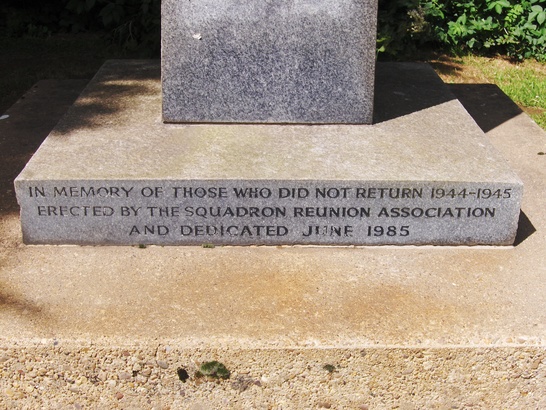 IN MEMORY OF THOSE WHO DID NOT RETURN 1944-1945
ERECTED BY THE SQUADRON REUNION ASSOCIATION
AND DEDICATED JUNE 1985